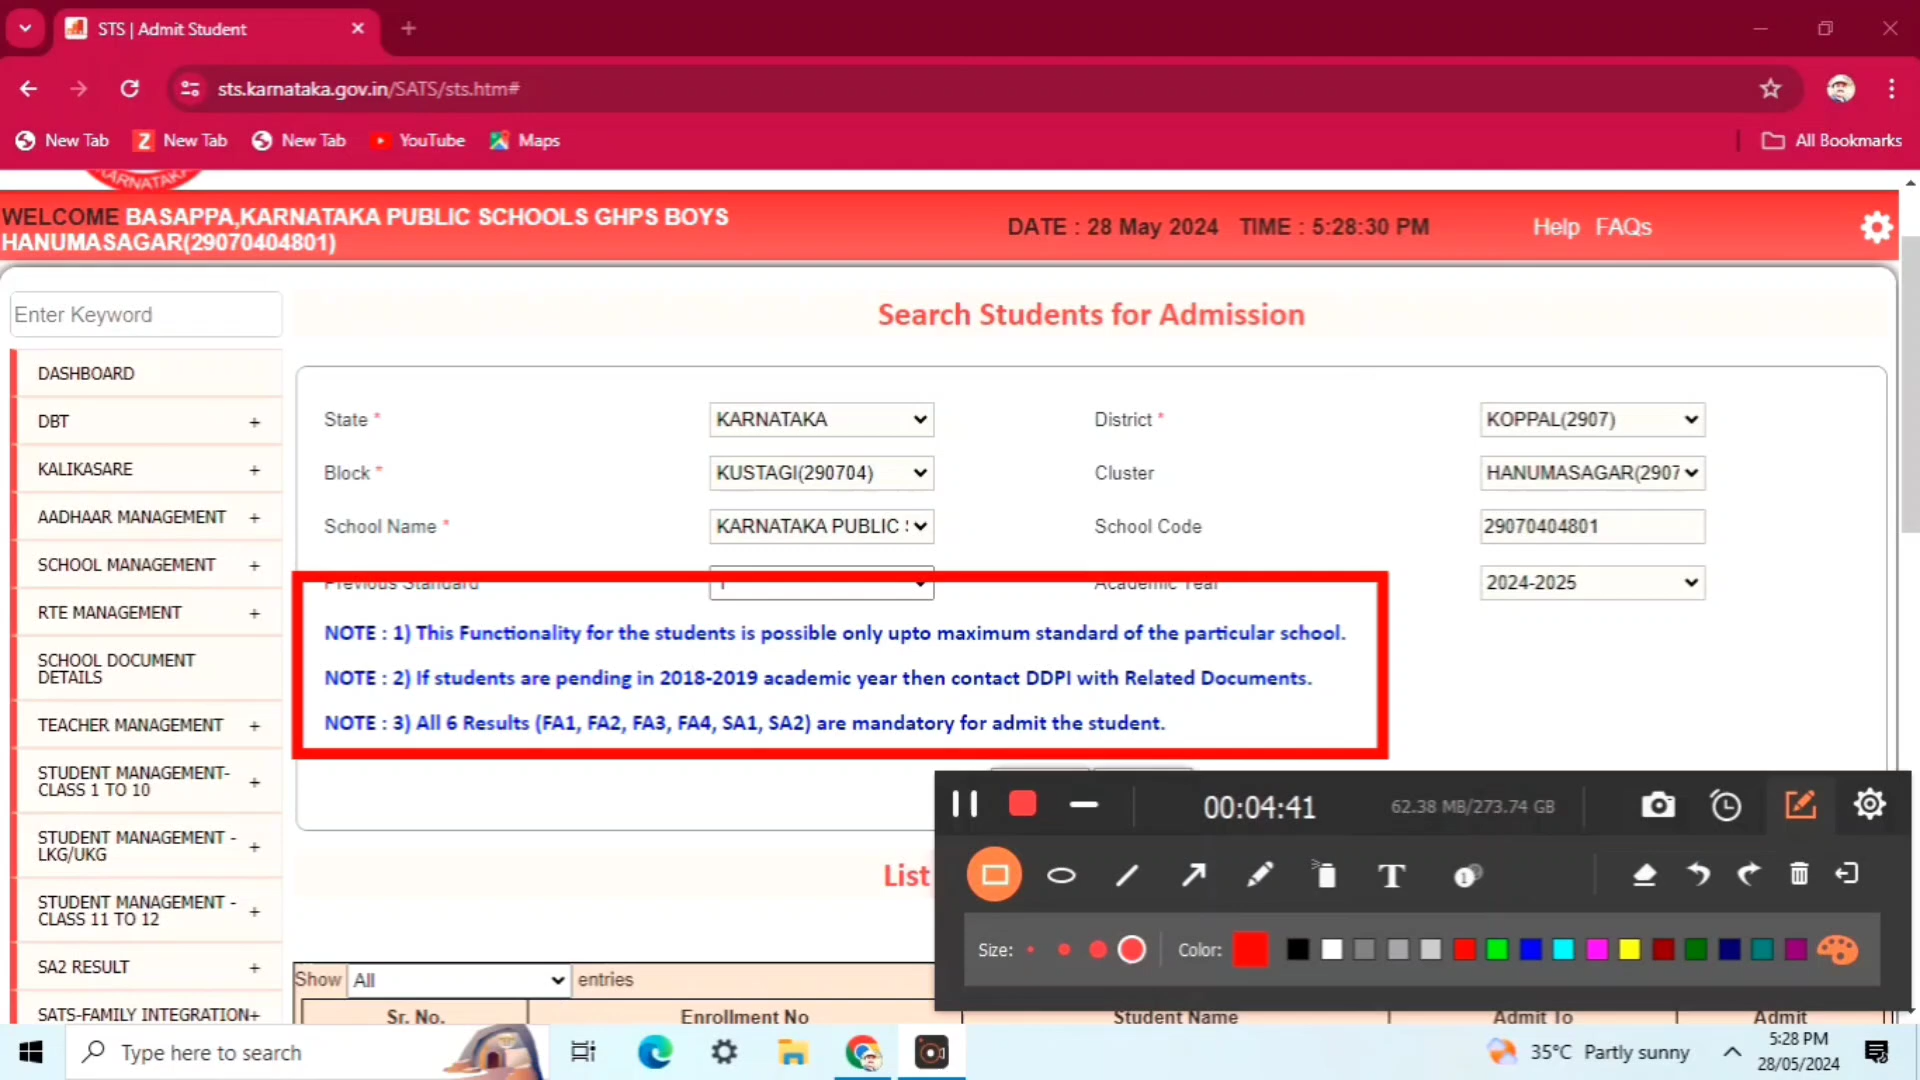 STS | Admit Student
sts.karnataka.gov.in/SATS/sts.htm#
New Tab New Tab New Tab YouTube Maps All Bookmarks
KARNATAKA
WELCOME BASAPPA,KARNATAKA PUBLIC SCHOOLS GHPS BOYS
HANUMASAGAR(29070404801)
DATE : 28 May 2024 TIME : 5:28:30 PM
Help FAQs
Enter Keyword
DASHBOARD
DBT +
KALIKASARE +
AADHAAR MANAGEMENT +
SCHOOL MANAGEMENT +
RTE MANAGEMENT +
SCHOOL DOCUMENT
DETAILS
TEACHER MANAGEMENT +
STUDENT MANAGEMENT-
CLASS 1 TO 10 +
STUDENT MANAGEMENT -
LKG/UKG +
STUDENT MANAGEMENT -
CLASS 11 TO 12 +
SA2 RESULT +
SATS-FAMILY INTEGRATION+
Search Students for Admission
State * KARNATAKA District * KOPPAL(2907)
Block * KUSTAGI(290704) Cluster HANUMASAGAR(2907
School Name * KARNATAKA PUBLIC School Code 29070404801
Previous Standard Academic Year 2024-2025
NOTE : 1) This Functionality for the students is possible only upto maximum standard of the particular school.
NOTE : 2) If students are pending in 2018-2019 academic year then contact DDPI with Related Documents.
NOTE : 3) All 6 Results (FA1, FA2, FA3, FA4, SA1, SA2) are mandatory for admit the student.
00:04:41 62.38 MB/273.74 GB
T 1
Size: Color:
List
Show All entries
Sr. No. Enrollment No Student Name Admit To Admit
Type here to search
35°C Partly sunny
5:28 PM
28/05/2024